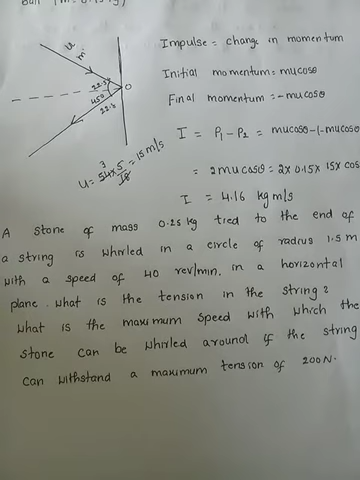 Impulse = change in momentum
u
m
Initial momentum = mucosθ
22.5°
45°
O
22.5
Final momentum = -mucosθ
I = P1 - P2 = mucosθ-(-mucosθ
u = 54 x 5/18 = 15 m/s
3
= 2mucosθ = 2x 0.15x 15x cos
I = 4.16 kg m/s
A stone of mass 0.25 kg tied to the end of
a string is whirled in a circle of radius 1.5 m
with a speed of 40 rev/min. in a horizontal
plane. what is the tension in the string?
what is the maximum speed with which the
stone can be whirled around if the string
can withstand a maximum tension of 200N.